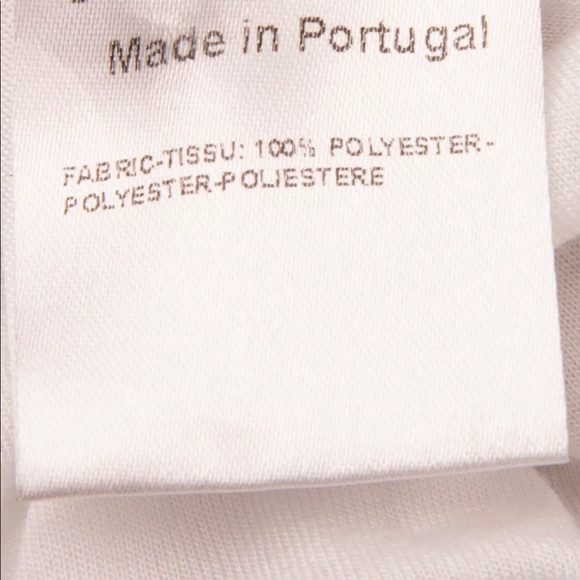 Made in Portugal
FABRIC-TISSU: 100% POLYESTER-
POLYESTER-POLIESTERE